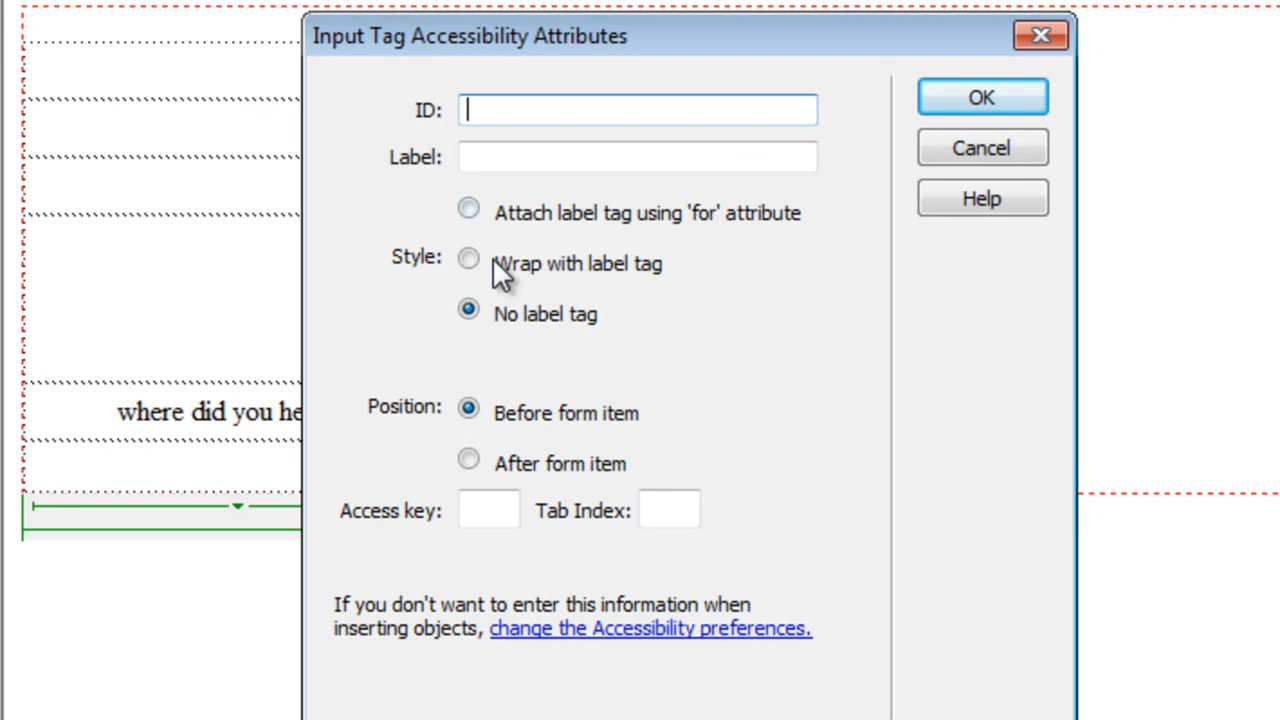 Input Tag Accessibility Attributes
ID:
OK
Label:
Cancel
Attach label tag using 'for' attribute
Help
Style:
Wrap with label tag
No label tag
Position:
Before form item
where did you he
After form item
Access key:
Tab Index:
If you don't want to enter this information when
inserting objects, change the Accessibility preferences.